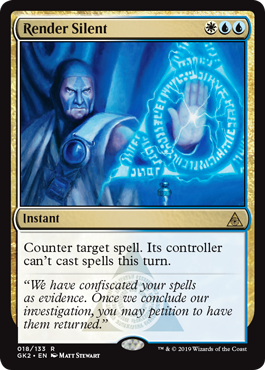 Render Silent
Instant
Counter target spell. Its controller
can't cast spells this turn.
"We have confiscated your spells
as evidence. Once we conclude our
investigation, you may petition to have
them returned."
018/133 R
GK2 • EN MATT STEWART
™ & © 2019 Wizards of the Coast